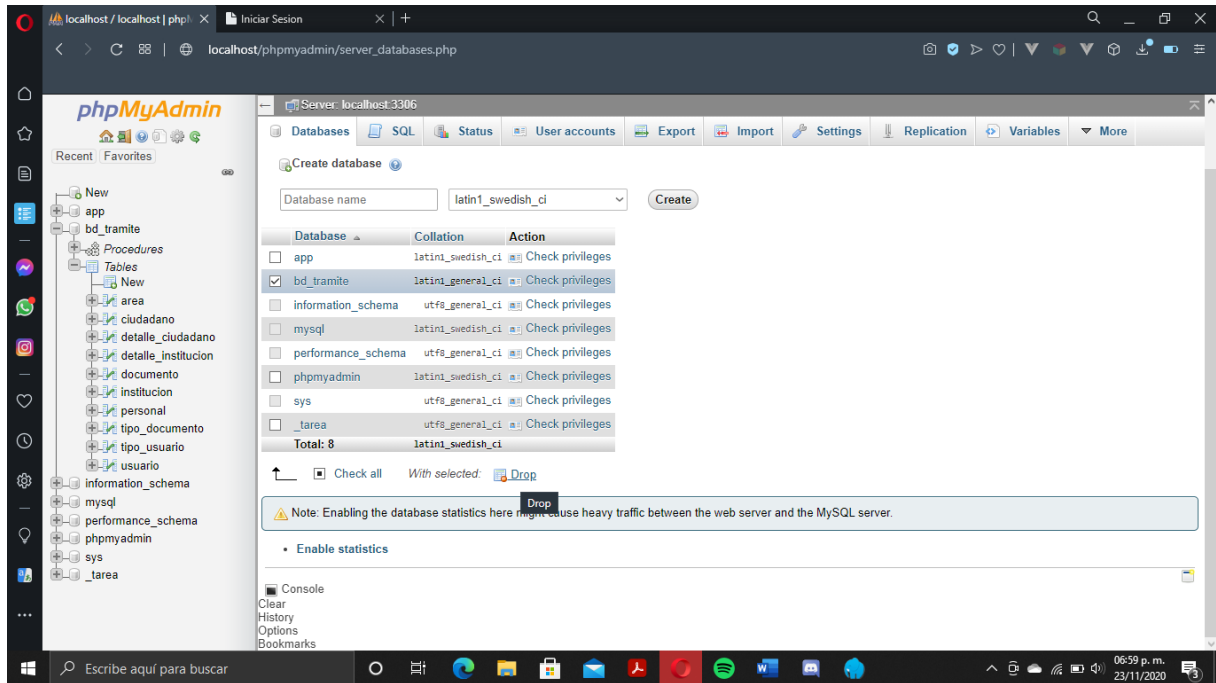 localhost / localhost | php
Iniciar Sesion
localhost/phpmyadmin/server_databases.php
phpMyAdmin
Recent Favorites
New
app
bd_tramite
Procedures
Tables
New
area
ciudadano
detalle_ciudadano
detalle_institucion
documento
institucion
personal
tipo_documento
tipo_usuario
usuario
information_schema
mysql
performance_schema
phpmyadmin
sys
_tarea
Server: localhost:3306
Databases SQL Status User accounts Export Import Settings Replication Variables More
Create database
Database name latin1_swedish_ci Create
Database Collation Action
app latin1_swedish_ci Check privileges
bd_tramite latin1_general_ci Check privileges
information_schema utf8_general_ci Check privileges
mysql latin1_swedish_ci Check privileges
performance_schema utf8_general_ci Check privileges
phpmyadmin latin1_swedish_ci Check privileges
sys utf8_general_ci Check privileges
_tarea utf8_general_ci Check privileges
Total: 8 latin1_swedish_ci
Check all With selected: Drop
Drop
Note: Enabling the database statistics here might cause heavy traffic between the web server and the MySQL server.
• Enable statistics
Console
Clear
History
Options
Bookmarks
Escribe aquí para buscar
06:59 p. m.
23/11/2020